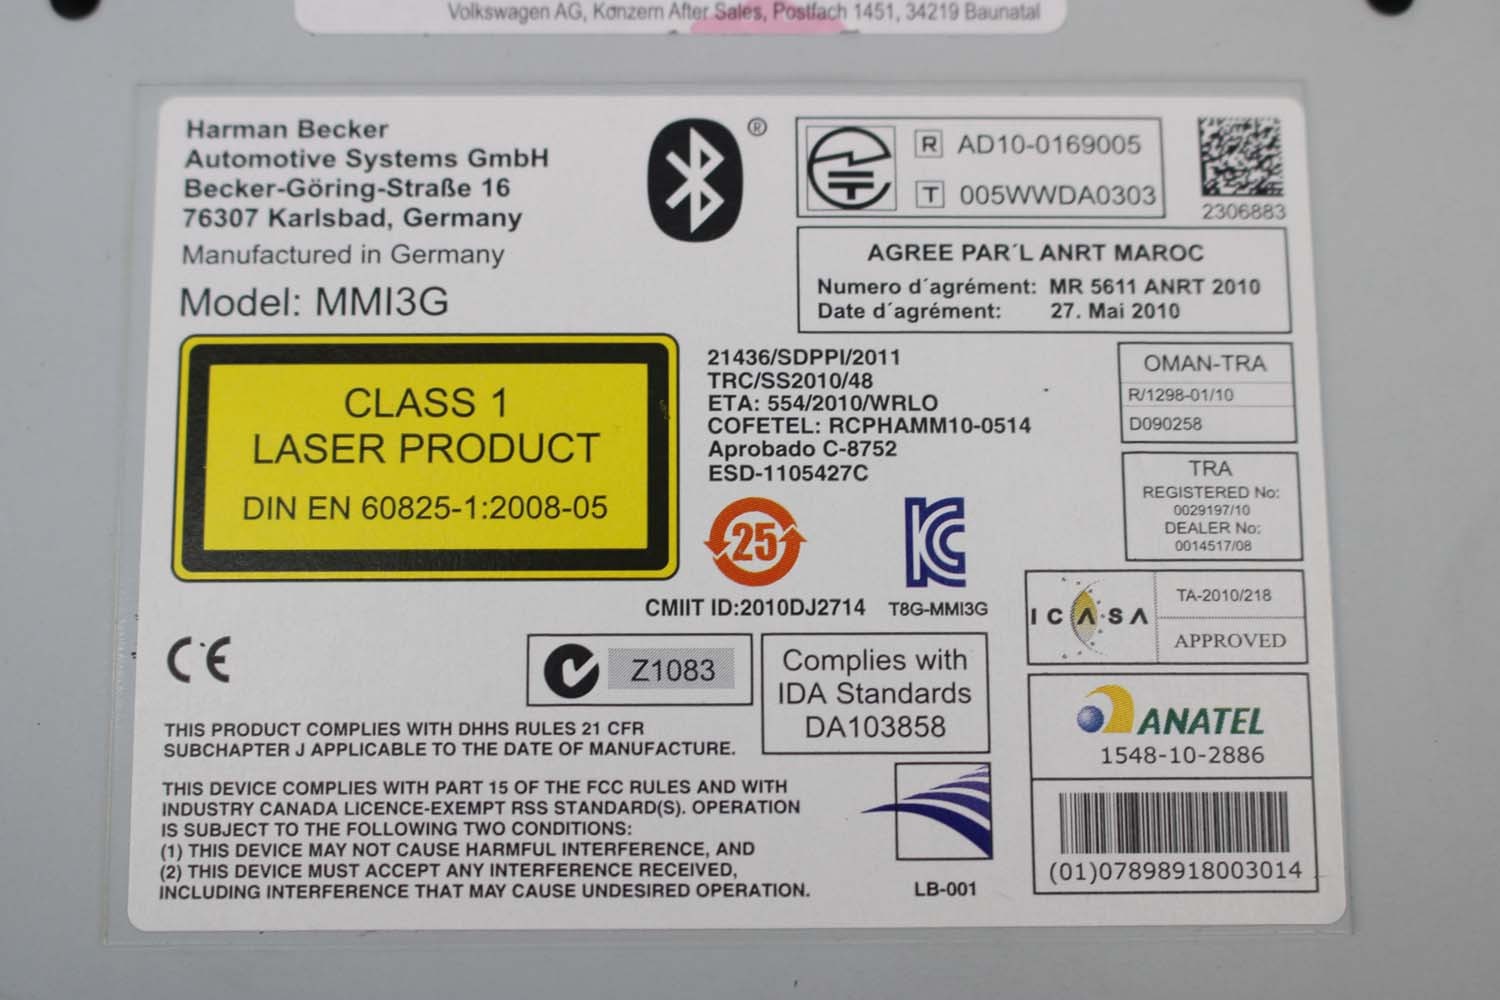 Volkswagen AG, Konzern After Sales, Postfach 1451, 34219 Baunatal
Harman Becker
Automotive Systems GmbH
Becker-Göring-Straße 16
76307 Karlsbad, Germany
Manufactured in Germany
Model: MMI3G
®
R AD10-0169005
T 005WWDA0303
2306883
AGREE PAR´L ANRT MAROC
Numero d´agrément: MR 5611 ANRT 2010
Date d´agrément: 27. Mai 2010
CLASS 1
LASER PRODUCT
DIN EN 60825-1:2008-05
21436/SDPPI/2011
TRC/SS2010/48
ETA: 554/2010/WRLO
COFETEL: RCPHAMM10-0514
Aprobado C-8752
ESD-1105427C
OMAN-TRA
R/1298-01/10
D090258
TRA
REGISTERED No:
0029197/10
DEALER No:
0014517/08
25
KC
CMIIT ID:2010DJ2714
T8G-MMI3G
ICASA
TA-2010/218
APPROVED
CE
Z1083
Complies with
IDA Standards
DA103858
ANATEL
1548-10-2886
(01)07898918003014
THIS PRODUCT COMPLIES WITH DHHS RULES 21 CFR
SUBCHAPTER J APPLICABLE TO THE DATE OF MANUFACTURE.
THIS DEVICE COMPLIES WITH PART 15 OF THE FCC RULES AND WITH
INDUSTRY CANADA LICENCE-EXEMPT RSS STANDARD(S). OPERATION
IS SUBJECT TO THE FOLLOWING TWO CONDITIONS:
(1) THIS DEVICE MAY NOT CAUSE HARMFUL INTERFERENCE, AND
(2) THIS DEVICE MUST ACCEPT ANY INTERFERENCE RECEIVED,
INCLUDING INTERFERENCE THAT MAY CAUSE UNDESIRED OPERATION.
LB-001